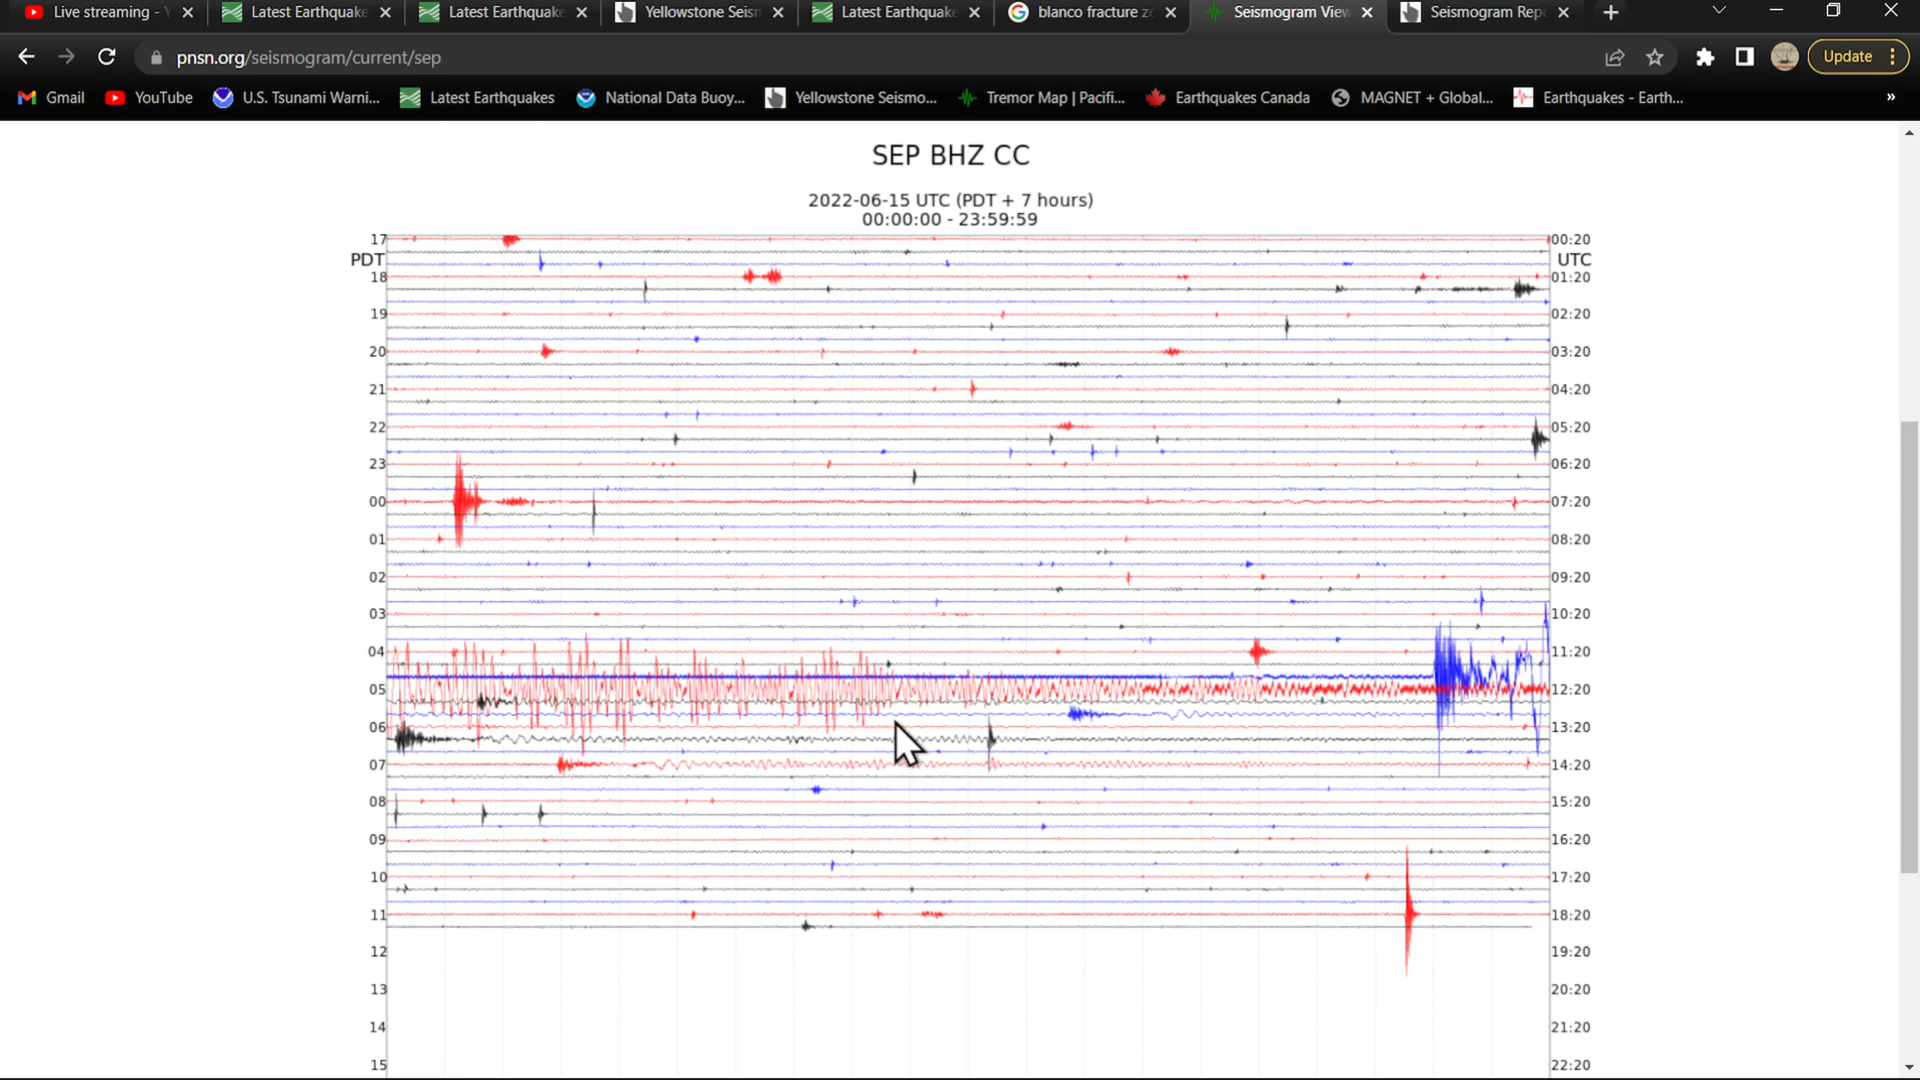 Live streaming - Y
Latest Earthquake
Latest Earthquake
Yellowstone Seisn
Latest Earthquake
blanco fracture zo
Seismogram View
Seismogram Repo
pnsn.org/seismogram/current/sep
Update
Gmail
YouTube
U.S. Tsunami Warni...
Latest Earthquakes
National Data Buoy...
Yellowstone Seismo...
Tremor Map | Pacifi...
Earthquakes Canada
MAGNET + Global...
Earthquakes - Earth...
»
SEP BHZ CC
2022-06-15 UTC (PDT + 7 hours)
00:00:00 - 23:59:59
17 00:20
PDT UTC
18 01:20
19 02:20
20 03:20
21 04:20
22 05:20
23 06:20
00 07:20
01 08:20
02 09:20
03 10:20
04 11:20
05 12:20
06 13:20
07 14:20
08 15:20
09 16:20
10 17:20
11 18:20
12 19:20
13 20:20
14 21:20
15 22:20